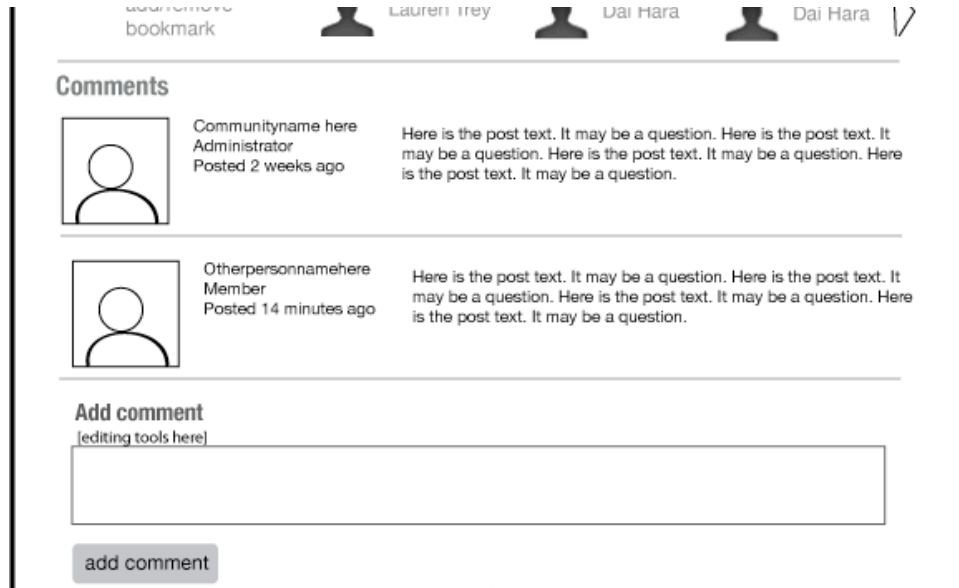 add/remove
bookmark
Lauren Trey
Dai Hara
Dai Hara
Comments
Communityname here
Administrator
Posted 2 weeks ago
Here is the post text. It may be a question. Here is the post text. It
may be a question. Here is the post text. It may be a question. Here
is the post text. It may be a question.
Otherpersonnamehere
Member
Posted 14 minutes ago
Here is the post text. It may be a question. Here is the post text. It
may be a question. Here is the post text. It may be a question. Here
is the post text. It may be a question.
Add comment
[editing tools here]
add comment